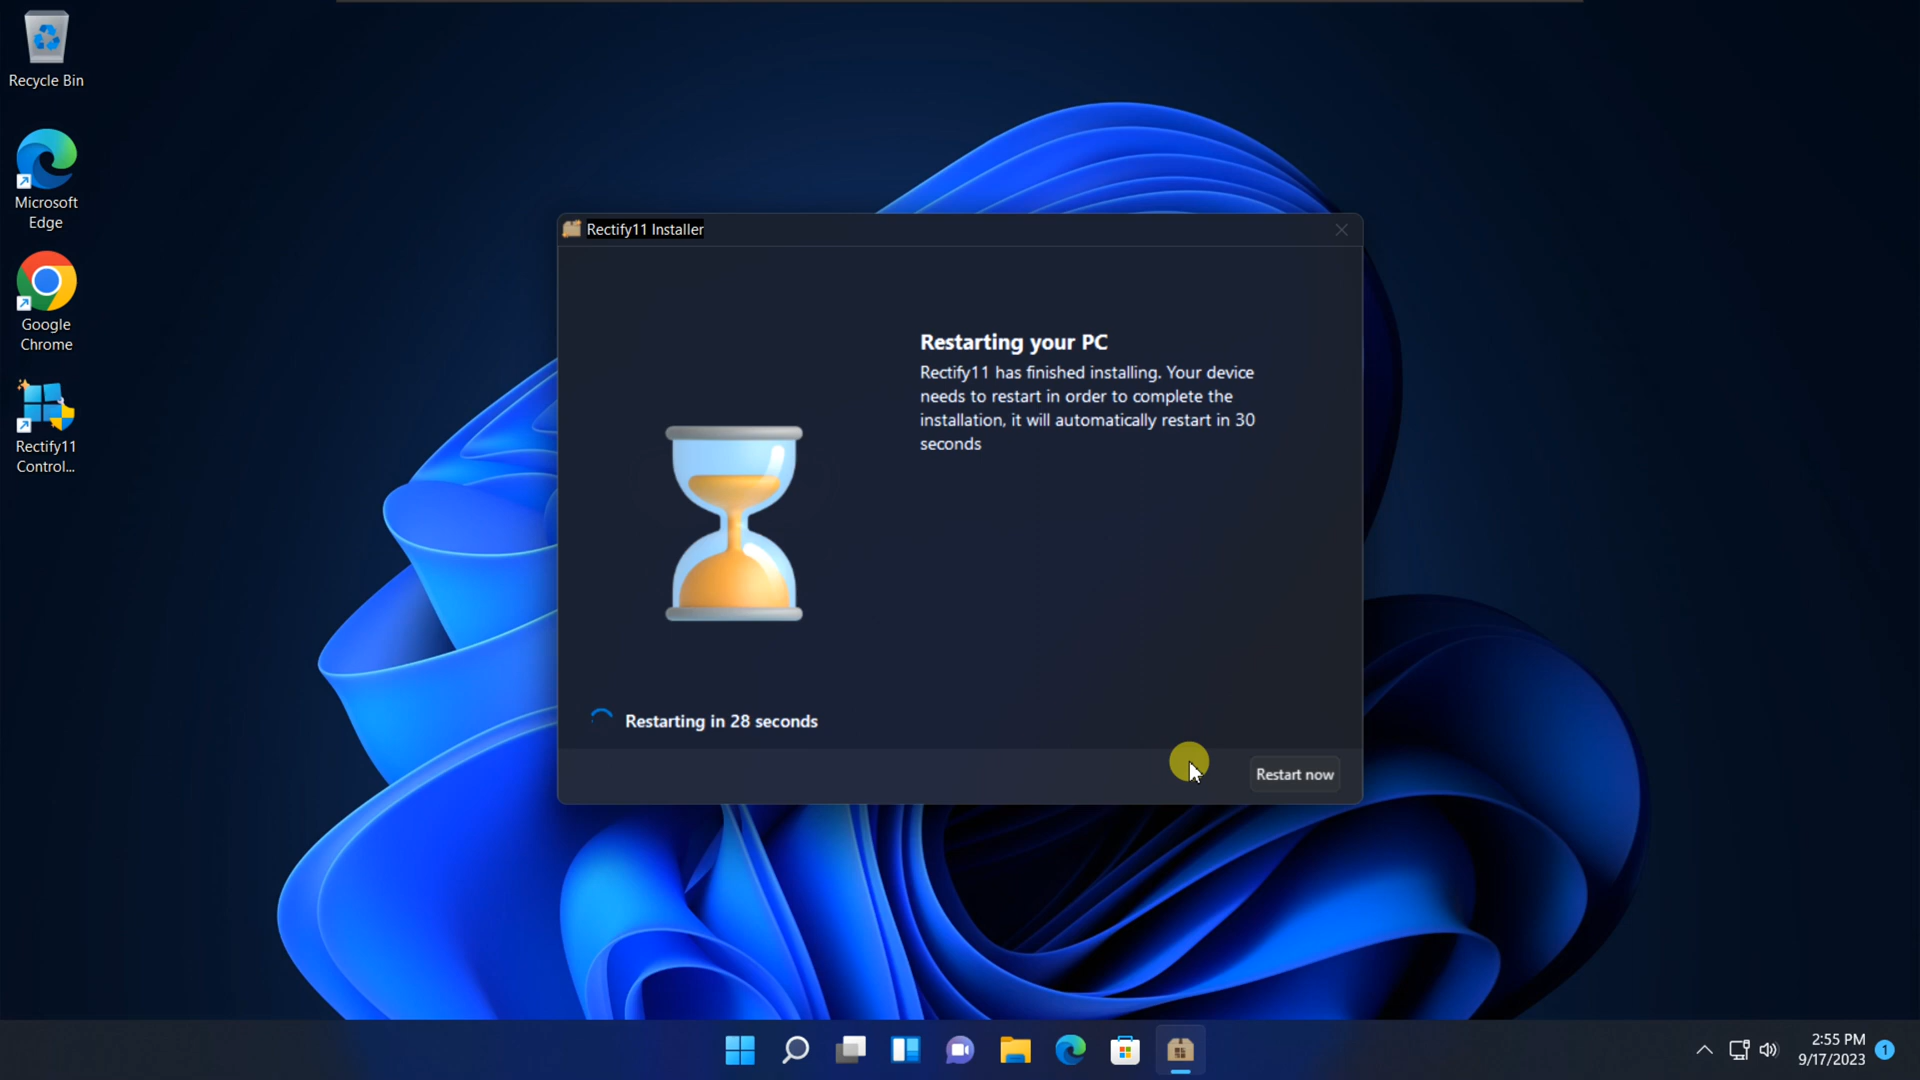 Recycle Bin
Microsoft
Edge
Google
Chrome
Rectify11
Control...
Rectify11 Installer
Restarting your PC
Rectify11 has finished installing. Your device
needs to restart in order to complete the
installation, it will automatically restart in 30
seconds
Restarting in 28 seconds
Restart now
2:55 PM
9/17/2023
1